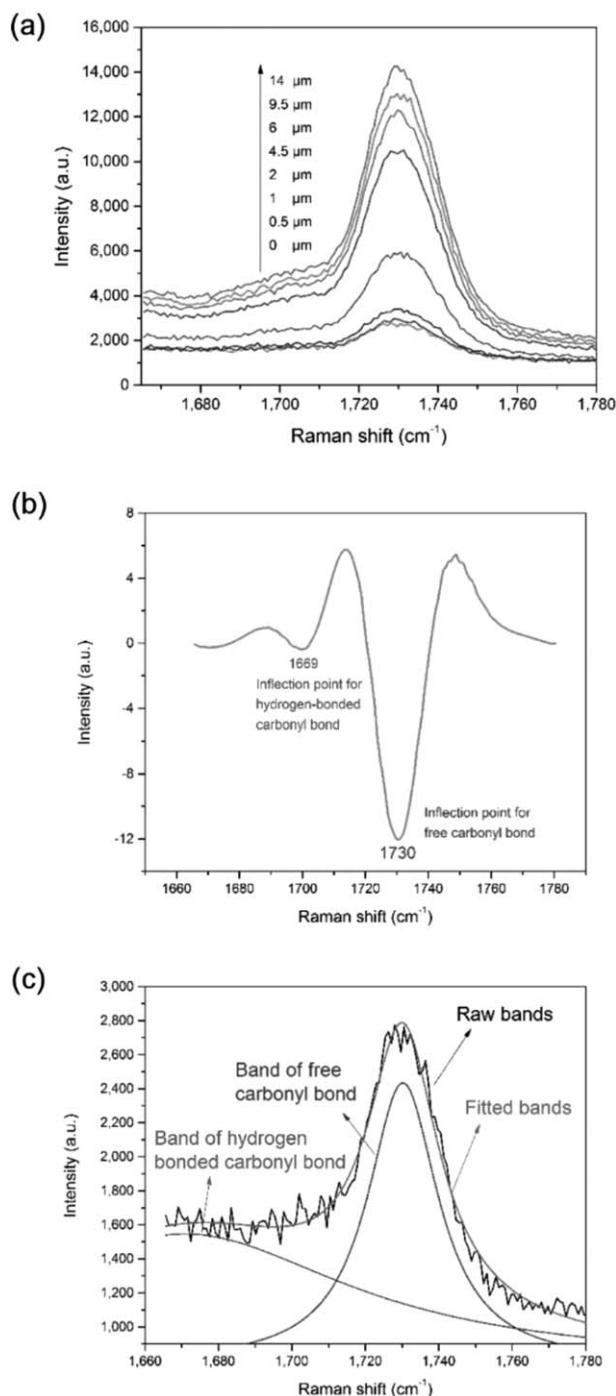 (a)
16,000
14,000
12,000
10,000
8,000
6,000
4,000
2,000
0
Intensity (a.u.)
14 µm
9.5 µm
6 µm
4.5 µm
2 µm
1 µm
0.5 µm
0 µm
1,680
1,700
1,720
1,740
1,760
1,780
Raman shift (cm⁻¹)
(b)
8
4
0
-4
-8
-12
Intensity (a.u.)
1669
Inflection point for
hydrogen-bonded
carbonyl bond
Inflection point for
free carbonyl bond
1730
1660
1680
1700
1720
1740
1760
1780
Raman shift (cm⁻¹)
(c)
3,000
2,800
2,600
2,400
2,200
2,000
1,800
1,600
1,400
1,200
1,000
Intensity (a.u.)
Raw bands
Band of free
carbonyl bond
Fitted bands
Band of hydrogen
bonded carbonyl bond
1,660
1,680
1,700
1,720
1,740
1,760
1,780
Raman shift (cm⁻¹)